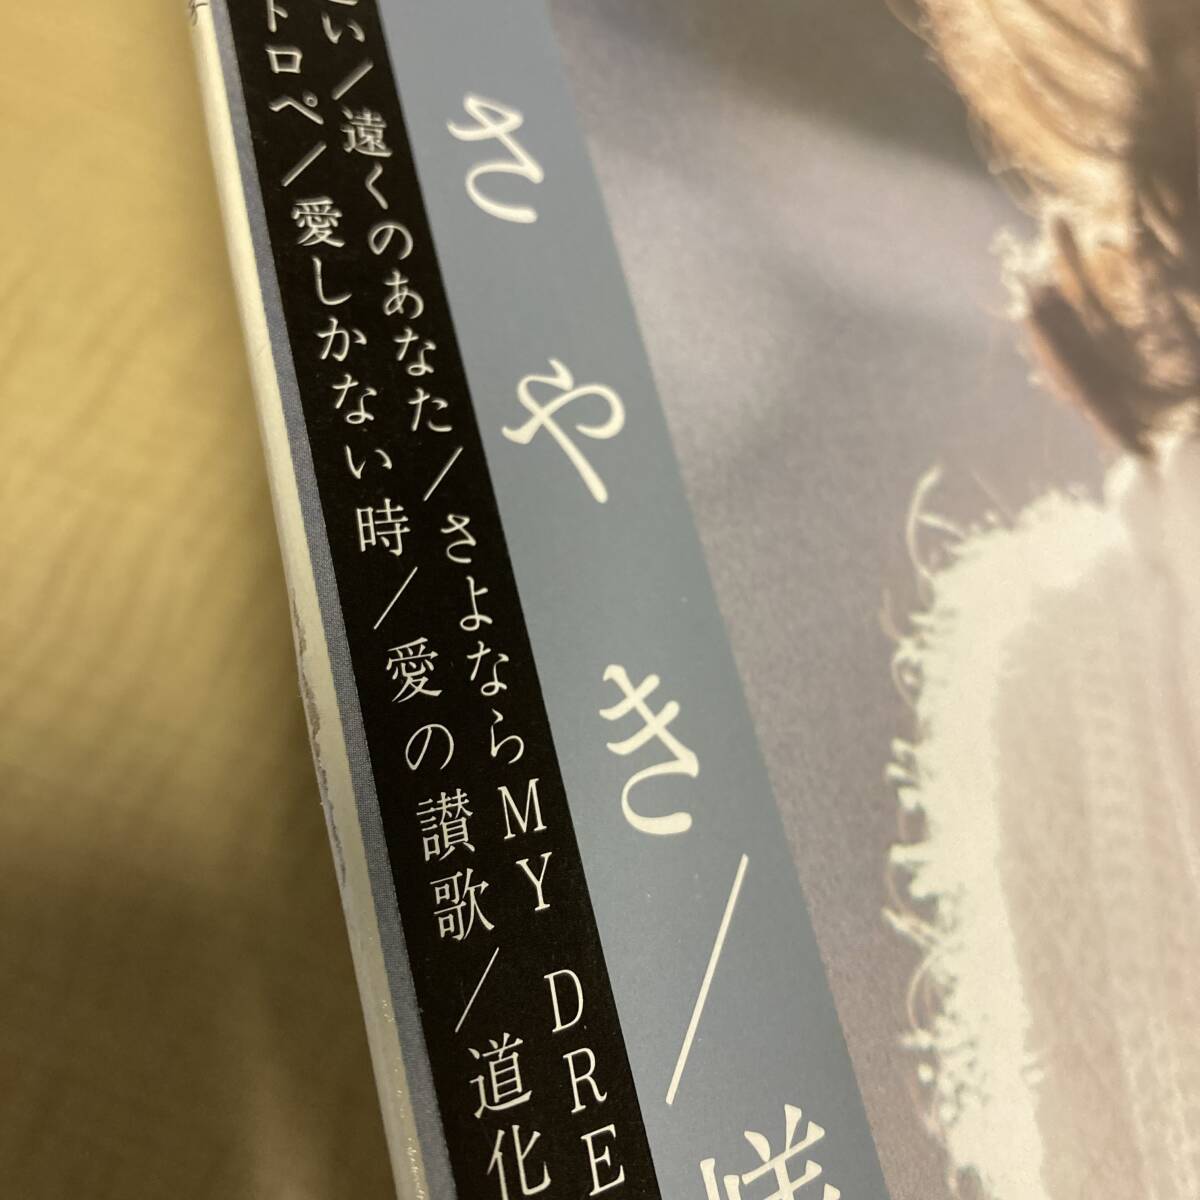 さやき／咲
い／遠くのあなた／さよならMY DRE
トロペ／愛しかない時／愛の讃歌／道化